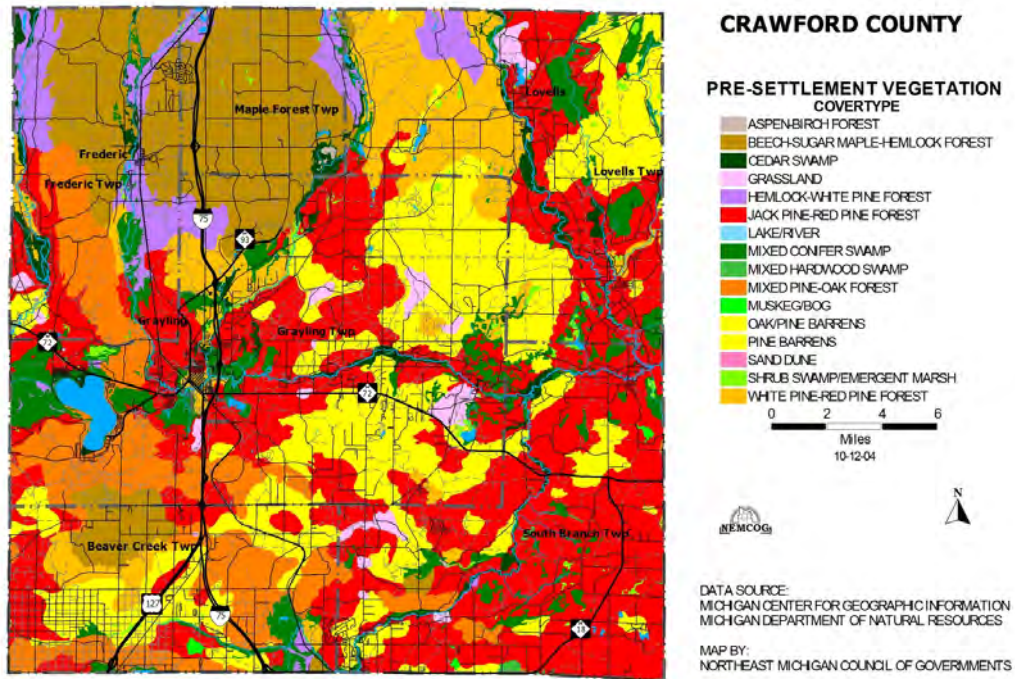 CRAWFORD COUNTY
PRE-SETTLEMENT VEGETATION
COVERTYPE
ASPEN-BIRCH FOREST
BEECH-SUGAR MAPLE-HEMLOCK FOREST
CEDAR SWAMP
GRASSLAND
HEMLOCK-WHITE PINE FOREST
JACK PINE-RED PINE FOREST
LAKE/RIVER
MIXED CONIFER SWAMP
MIXED HARDWOOD SWAMP
MIXED PINE-OAK FOREST
MUSKEG/BOG
OAK/PINE BARRENS
PINE BARRENS
SAND DUNE
SHRUB SWAMP/EMERGENT MARSH
WHITE PINE-RED PINE FOREST
0 2 4 6
Miles
10-12-04
N
NEMCOG
DATA SOURCE:
MICHIGAN CENTER FOR GEOGRAPHIC INFORMATION
MICHIGAN DEPARTMENT OF NATURAL RESOURCES
MAP BY:
NORTHEAST MICHIGAN COUNCIL OF GOVERNMENTS
Lovells
Maple Forest Twp
Frederic
Frederic Twp
Lovells Twp
75
93
Grayling
Grayling Twp
72
72
South Branch Twp
Beaver Creek Twp
127
75
18